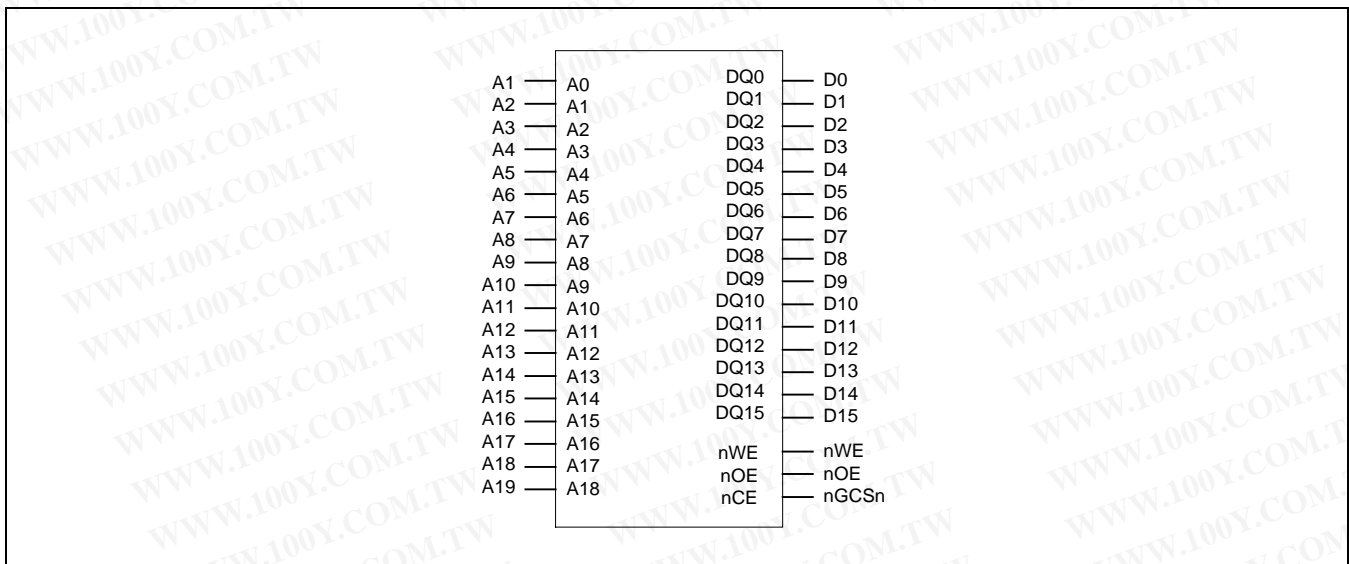 A1 A0 DQ0 D0
A2 A1 DQ1 D1
A3 A2 DQ2 D2
A4 A3 DQ3 D3
A5 A4 DQ4 D4
A6 A5 DQ5 D5
A7 A6 DQ6 D6
A8 A7 DQ7 D7
A9 A8 DQ8 D8
A10 A9 DQ9 D9
A11 A10 DQ10 D10
A12 A11 DQ11 D11
A13 A12 DQ12 D12
A14 A13 DQ13 D13
A15 A14 DQ14 D14
A16 A15 DQ15 D15
A17 A16 nWE nWE
A18 A17 nOE nOE
A19 A18 nCE nGCSn
WWW.100Y.COM.TW